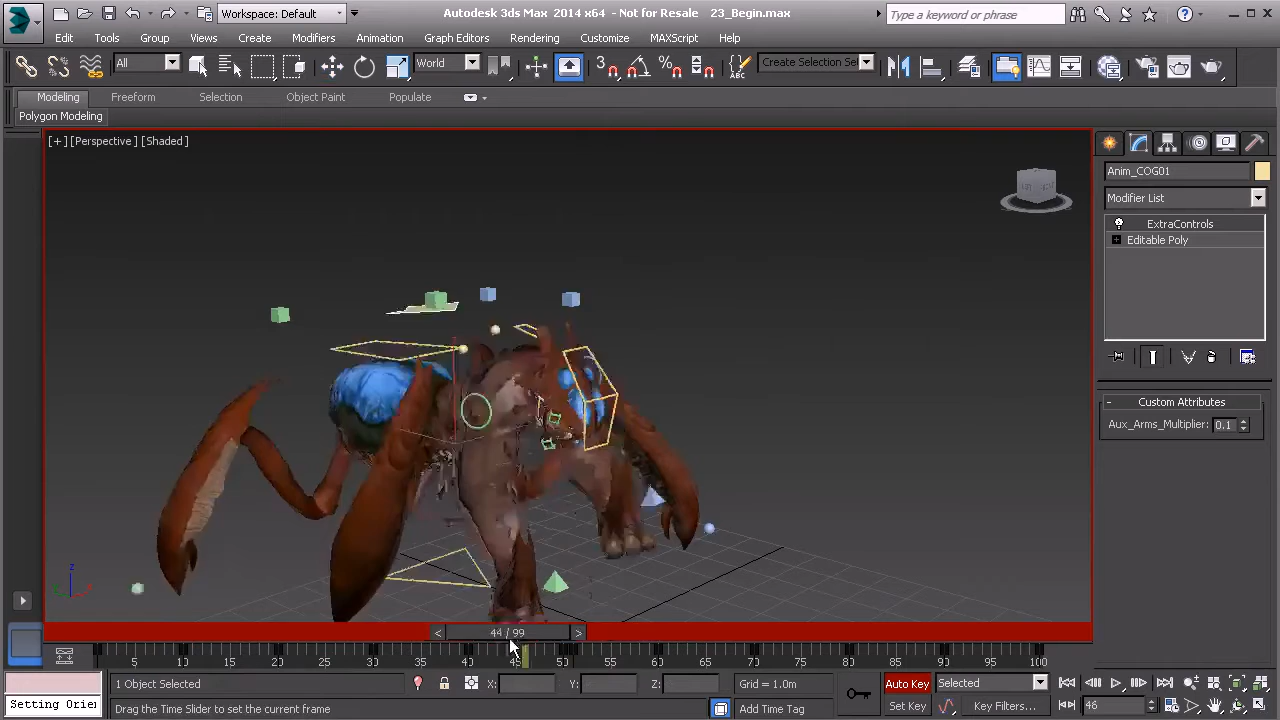 Workspace: Default
Autodesk 3ds Max 2014 x64 - Not for Resale 23_Begin.max
Type a keyword or phrase
Edit Tools Group Views Create Modifiers Animation Graph Editors Rendering Customize MAXScript Help
All
World
3
Create Selection Se
Modeling Freeform Selection Object Paint Populate
Polygon Modeling
[+] [Perspective] [Shaded]
Anim_COG01
Modifier List
ExtraControls
Editable Poly
Custom Attributes
Aux_Arms_Multiplier: 0.1
z
< 44 / 99 >
5 10 15 20 25 30 35 40 45 50 55 60 65 70 75 80 85 90 95 100
1 Object Selected
X: Y: Z:
Grid = 1.0m
Auto Key
Selected
Setting Orie
Drag the Time Slider to set the current frame
Add Time Tag
Set Key
Key Filters...
46